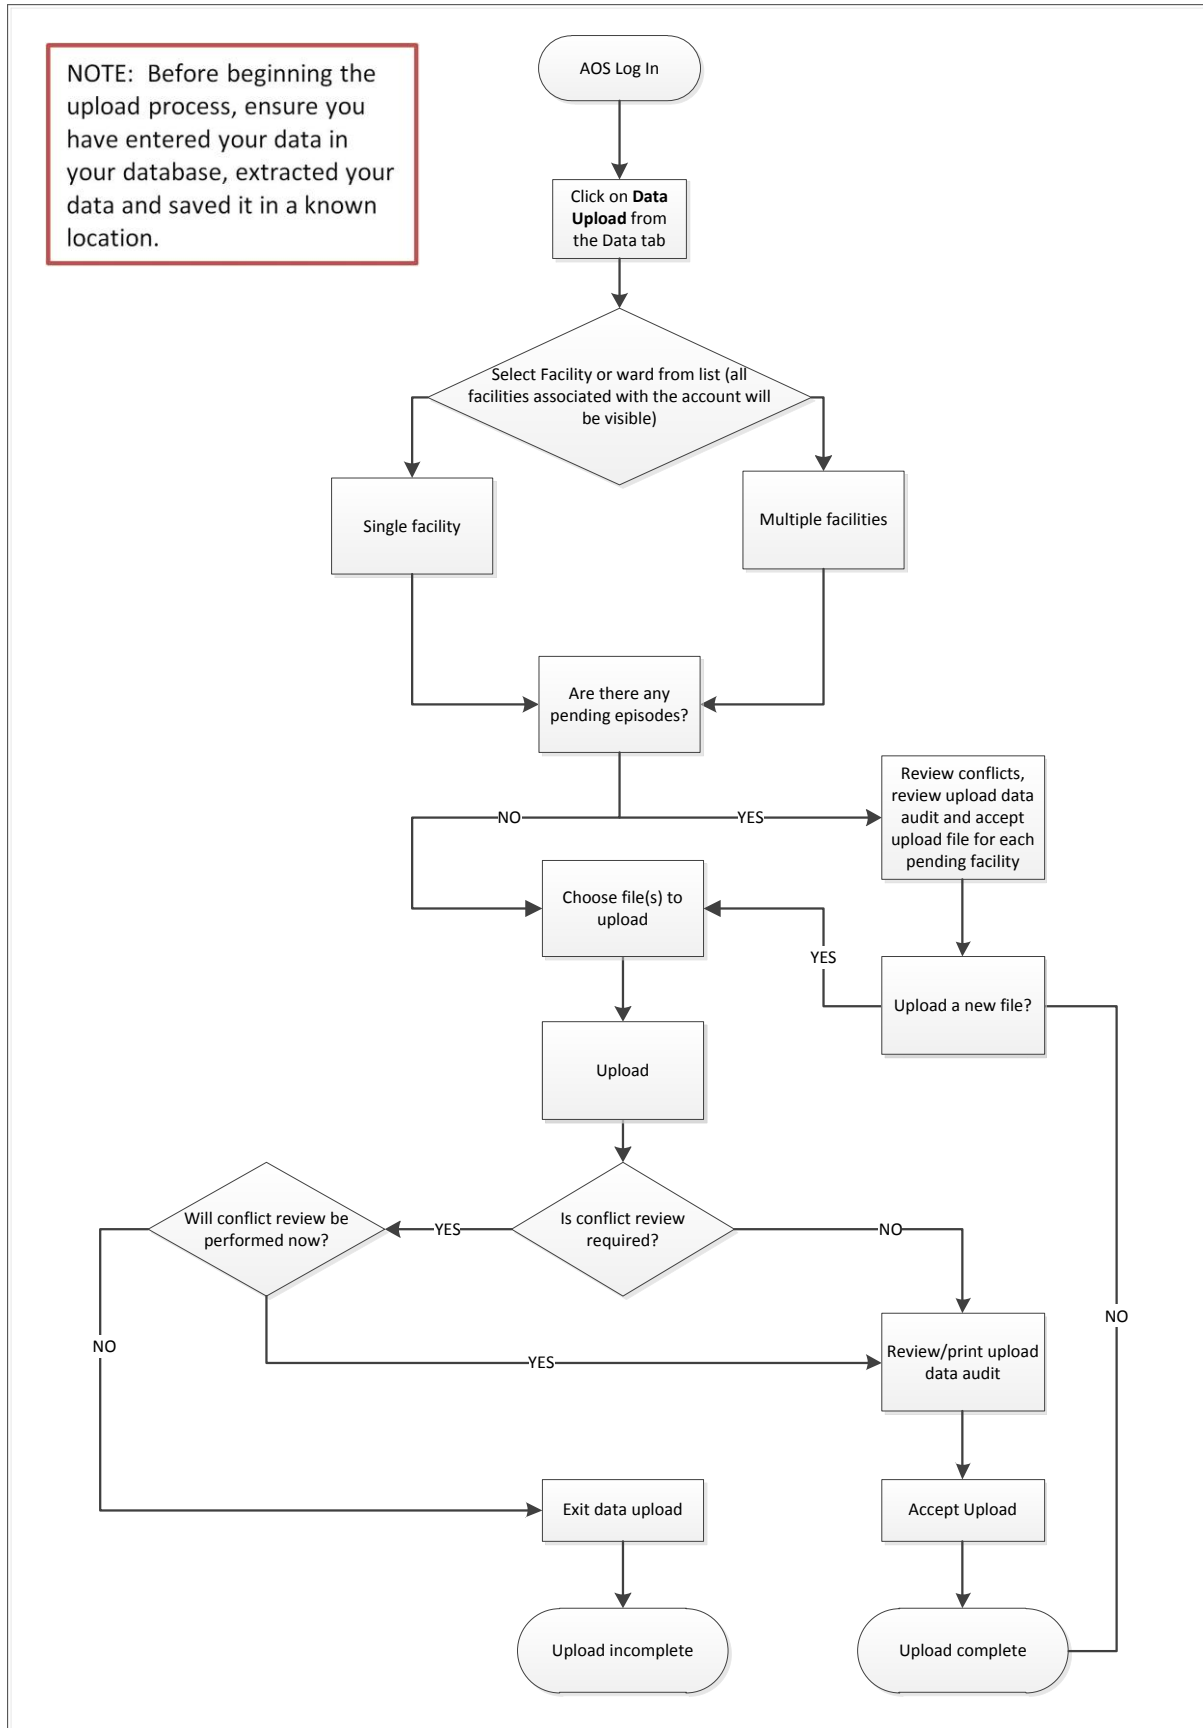 NOTE:  Before beginning the
upload process, ensure you
have entered your data in
your database, extracted your
data and saved it in a known
location.
AOS Log In
Click on Data
Upload from
the Data tab
Select Facility or ward from list (all
facilities associated with the account will
be visible)
Single facility
Multiple facilities
Are there any
pending episodes?
NO
YES
Review conflicts,
review upload data
audit and accept
upload file for each
pending facility
Choose file(s) to
upload
YES
Upload a new file?
Upload
Will conflict review be
performed now?
YES
Is conflict review
required?
NO
NO
YES
Review/print upload
data audit
NO
Exit data upload
Accept Upload
Upload incomplete
Upload complete